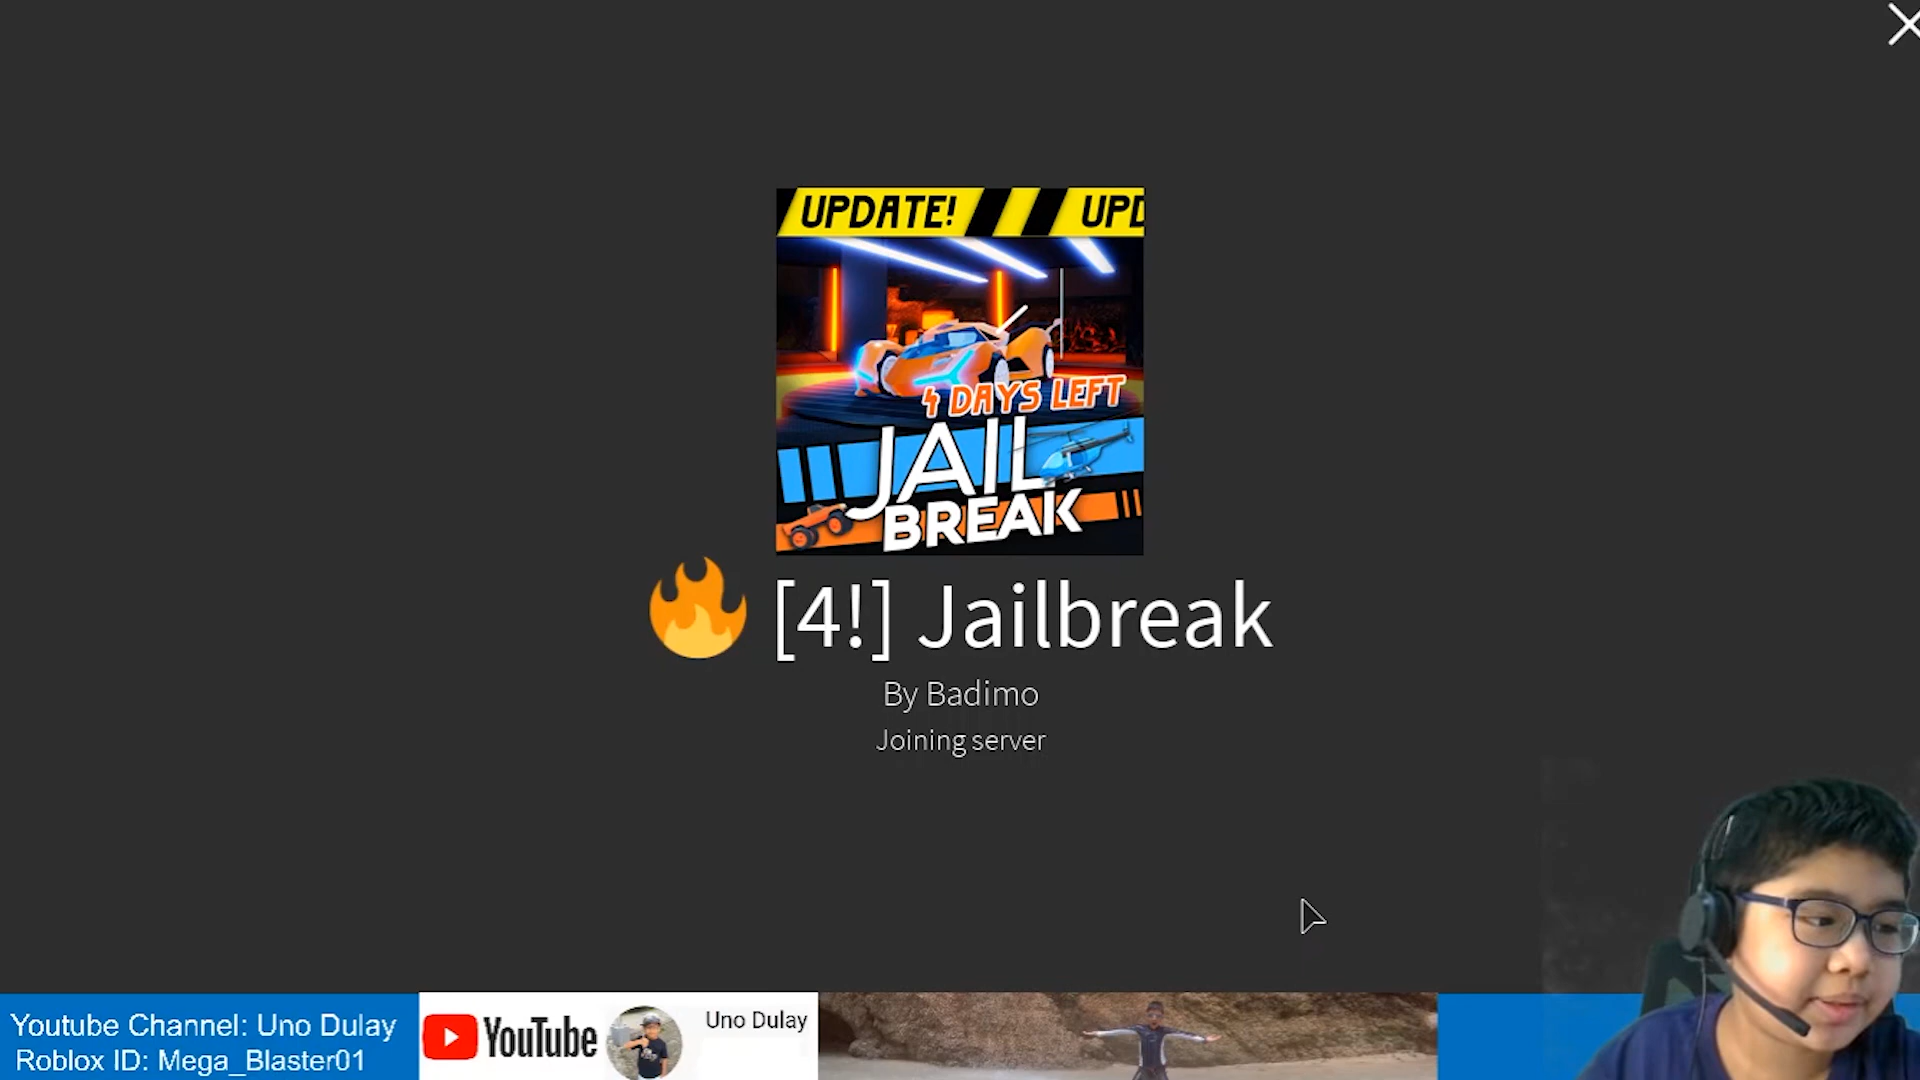 UPDATE! UPD
4 DAYS LEFT
JAIL
BREAK
[4!] Jailbreak
By Badimo
Joining server
Youtube Channel: Uno Dulay
Roblox ID: Mega_Blaster01
YouTube
Uno Dulay